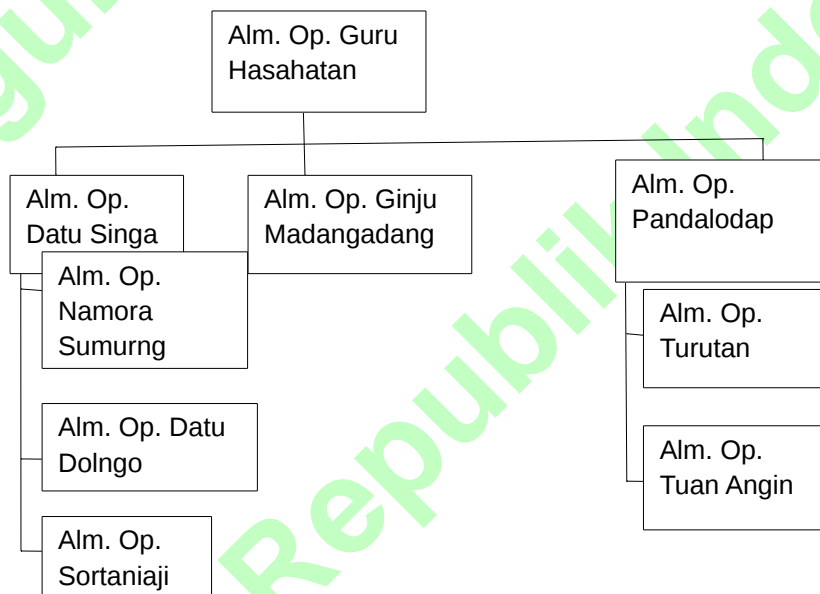 Alm. Op. Guru
Hasahatan
Alm. Op.
Datu Singa
Alm. Op. Ginju
Madangadang
Alm. Op.
Pandalodap
Alm. Op.
Namora
Sumurng
Alm. Op.
Turutan
Alm. Op. Datu
Dolngo
Alm. Op.
Tuan Angin
Alm. Op.
Sortaniaji
Republik